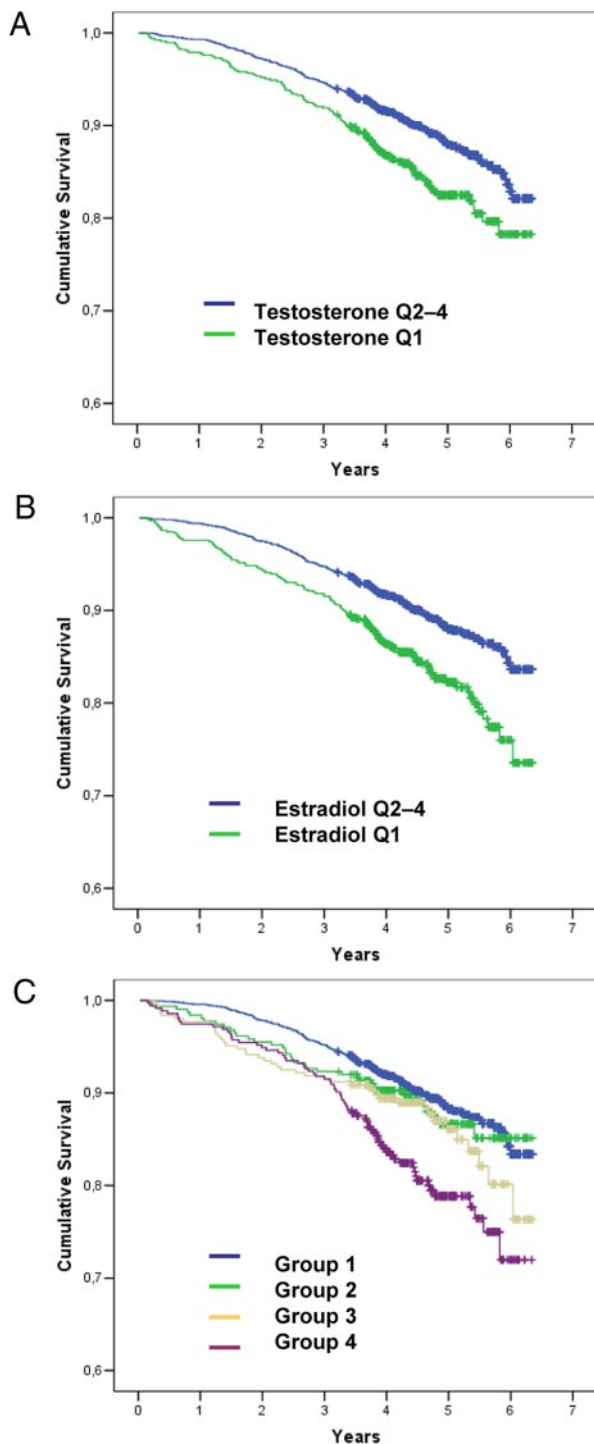 A
1,0
0,9
0,8
0,7
0,6
Cumulative Survival
Testosterone Q2–4
Testosterone Q1
0 1 2 3 4 5 6 7
Years
B
1,0
0,9
0,8
0,7
0,6
Cumulative Survival
Estradiol Q2–4
Estradiol Q1
0 1 2 3 4 5 6 7
Years
C
1,0
0,9
0,8
0,7
0,6
Cumulative Survival
Group 1
Group 2
Group 3
Group 4
0 1 2 3 4 5 6 7
Years